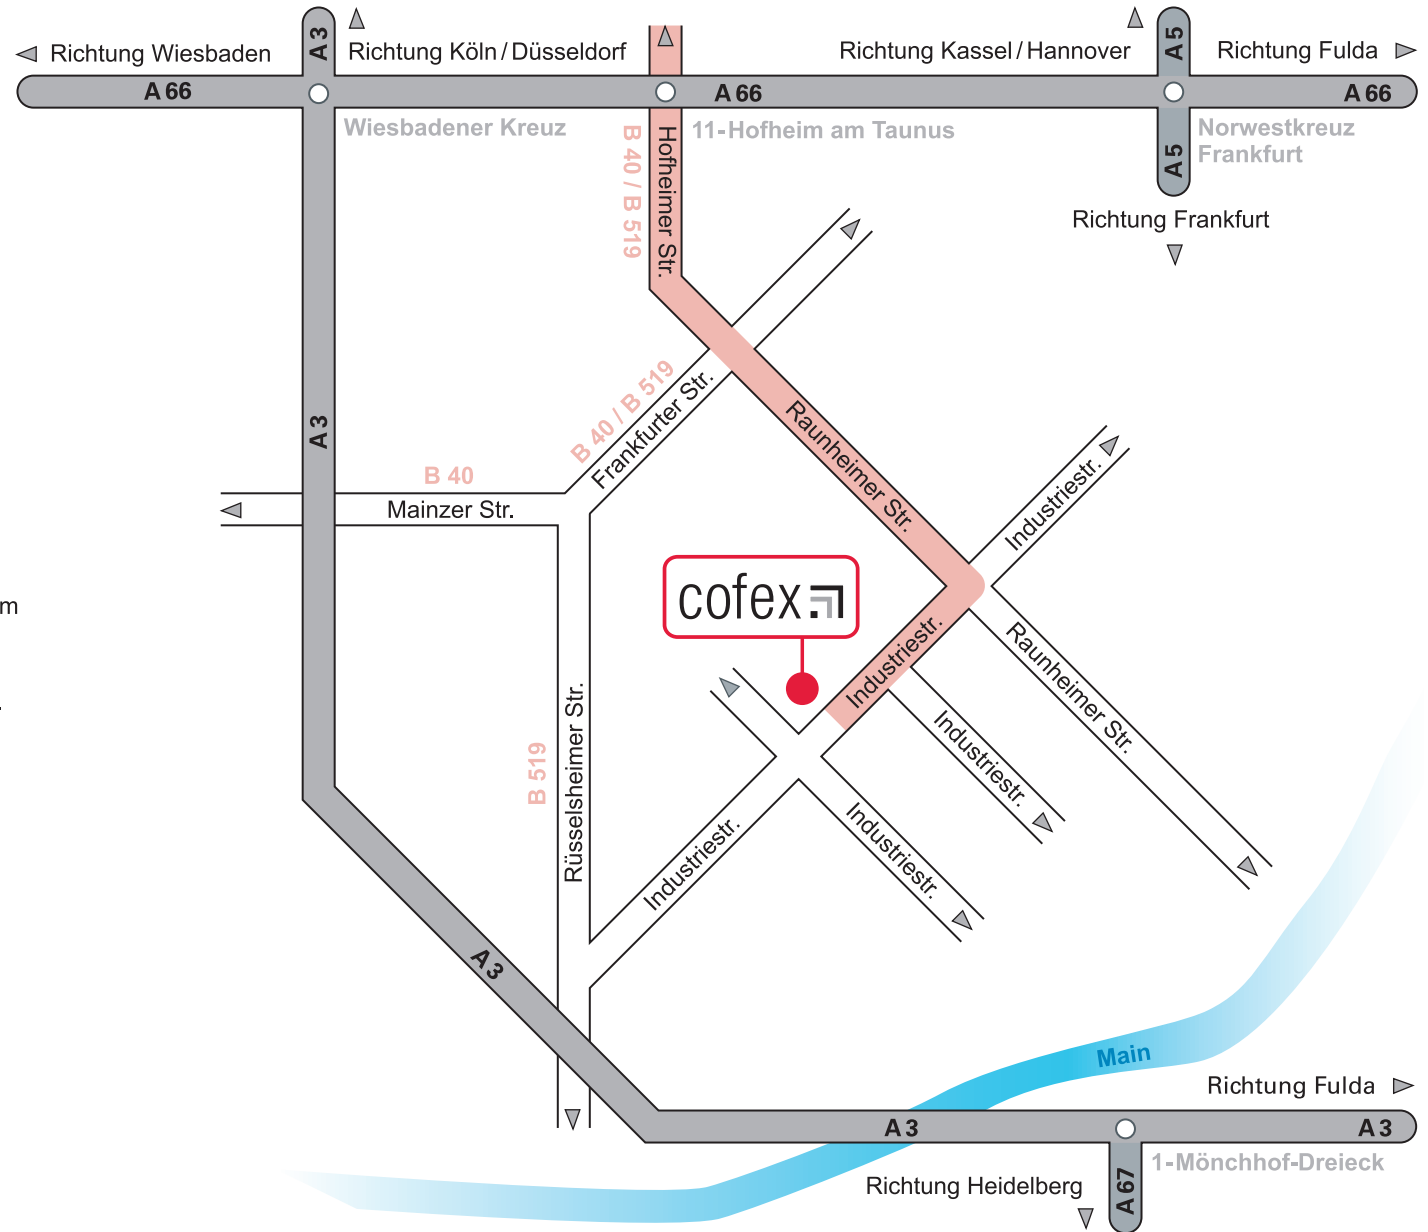 Richtung Wiesbaden
A 3
Richtung Köln / Düsseldorf
Richtung Kassel / Hannover
A 5
Richtung Fulda
A 66
A 66
A 66
Wiesbadener Kreuz
B 40 / B 519
Hofheimer Str.
11-Hofheim am Taunus
A 5
Norwestkreuz
Frankfurt
Richtung Frankfurt
A 3
B 40 / B 519
Frankfurter Str.
Raunheimer Str.
B 40
Mainzer Str.
Industriestr.
cofex
m
.
Industriestr.
Raunheimer Str.
B 519
Rüsselsheimer Str.
Industriestr.
Industriestr.
Industriestr.
A 3
Main
Richtung Fulda
A 3
A 3
1-Mönchhof-Dreieck
Richtung Heidelberg
A 67